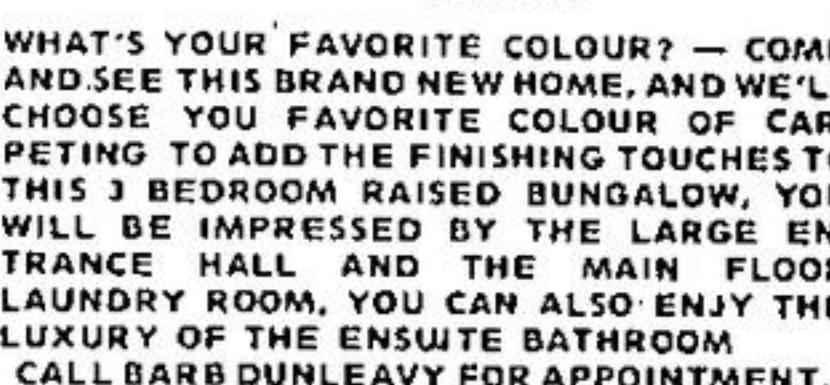 WHAT'S YOUR FAVORITE COLOUR? — COM
AND SEE THIS BRAND NEW HOME, AND WE'L
CHOOSE YOU FAVORITE COLOUR OF CAR
PETING TO ADD THE FINISHING TOUCHES TO
THIS 3 BEDROOM RAISED BUNGALOW, YO
WILL BE IMPRESSED BY THE LARGE EN
TRANCE HALL AND THE MAIN FLOO
LAUNDRY ROOM, YOU CAN ALSO ENJY THE
LUXURY OF THE ENSUITE BATHROOM
CALL BARB DUNLEAVY FOR APPOINTMENT